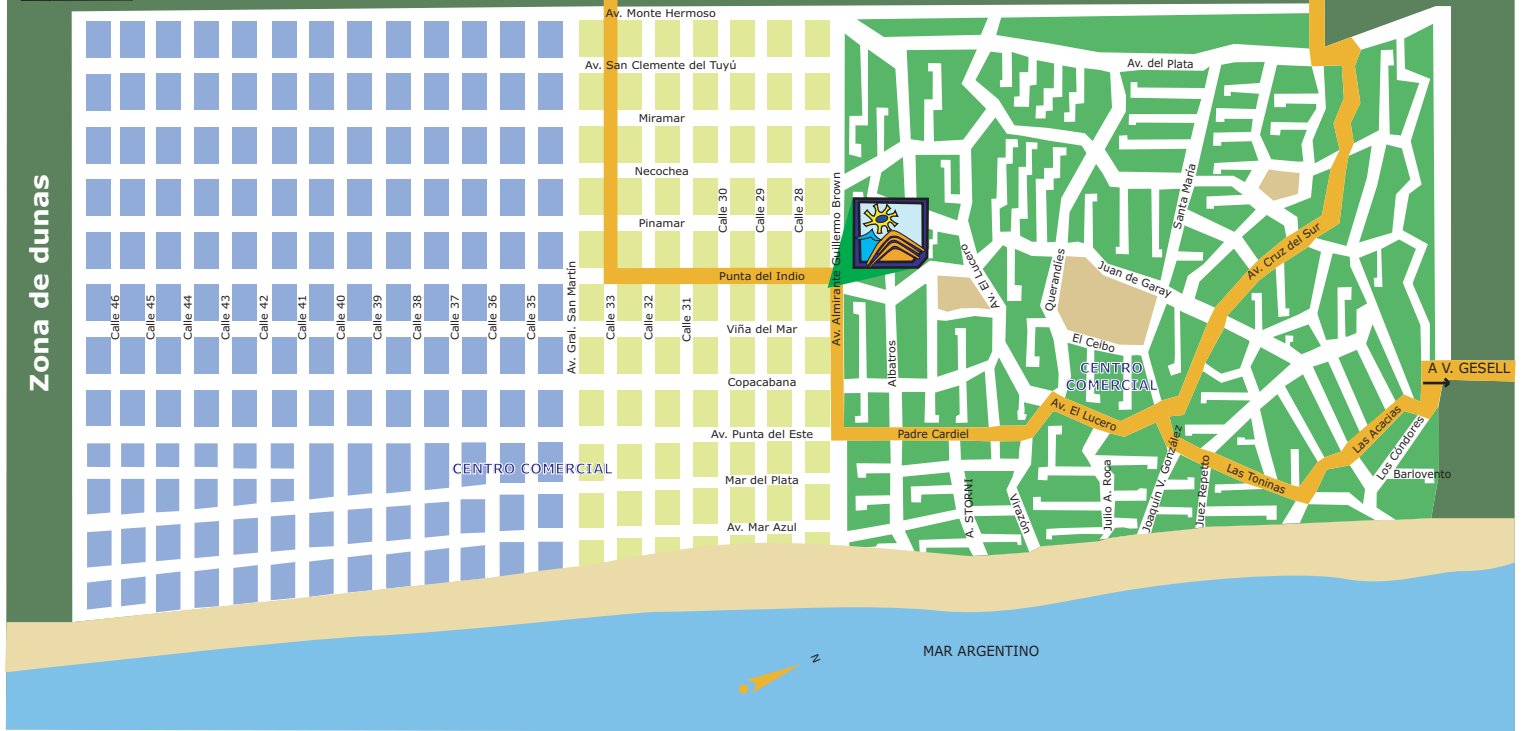 Av. Monte Hermoso
Av. San Clemente del Tuyú
Av. del Plata
Miramar
Necochea
Pinamar
Calle 30
Calle 29
Calle 28
Av. Almirante Guillermo Brown
Santa María
Av. Cruz del Sur
Zona de dunas
Punta del Indio
Av. El Lucero
Querandíes
Juan de Garay
Calle 46
Calle 45
Calle 44
Calle 43
Calle 42
Calle 41
Calle 40
Calle 39
Calle 38
Calle 37
Calle 36
Calle 35
Av. Gral. San Martín
Calle 33
Calle 32
Calle 31
Viña del Mar
Albatros
El Ceibo
CENTRO
COMERCIAL
A V. GESELL
Copacabana
Av. El Lucero
Av. Punta del Este
Padre Cardiel
Las Acacias
Los Cóndores
Barlovento
CENTRO COMERCIAL
Mar del Plata
A. STORNI
Virazón
Julio A. Roca
Joaquín V. González
Juez Repetto
Las Toninas
Av. Mar Azul
MAR ARGENTINO
N